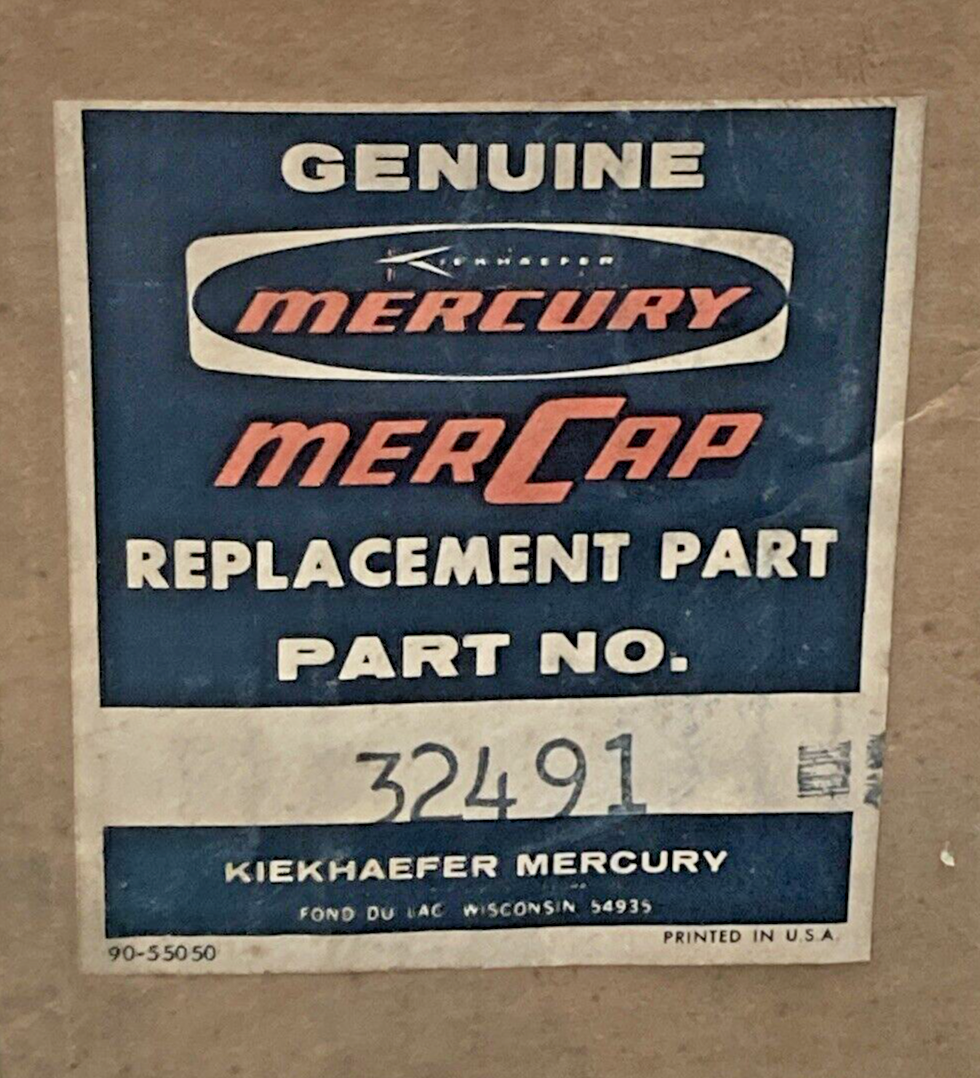 GENUINE
KIEKHAEFER
MERCURY
MERCAP
REPLACEMENT PART
PART NO.
32491
KIEKHAEFER MERCURY
FOND DU LAC WISCONSIN 54935
90-55050
PRINTED IN U.S.A.